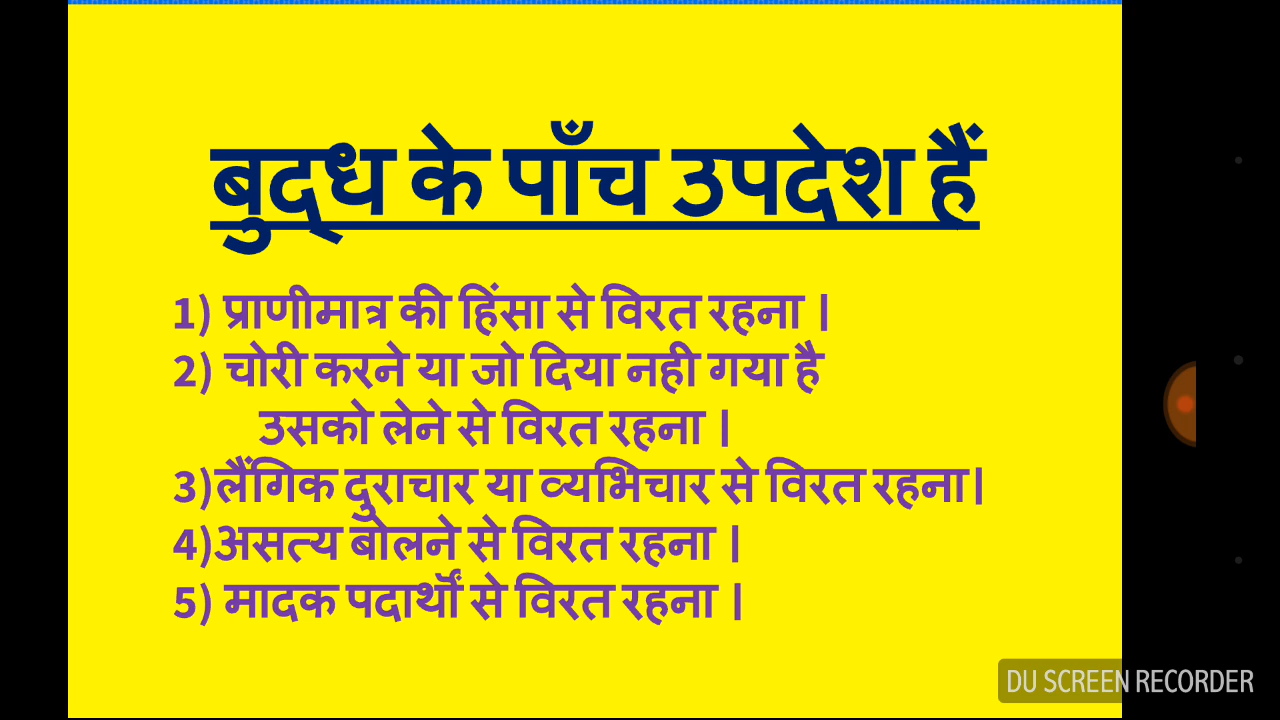 बुद्ध के पाँच उपदेश हैं
1) प्राणीमात्र की हिंसा से विरत रहना ।
2) चोरी करने या जो दिया नही गया है
उसको लेने से विरत रहना ।
3)लैंगिक दुराचार या व्यभिचार से विरत रहना।
4)असत्य बोलने से विरत रहना ।
5) मादक पदार्थॊं से विरत रहना ।
DU SCREEN RECORDER